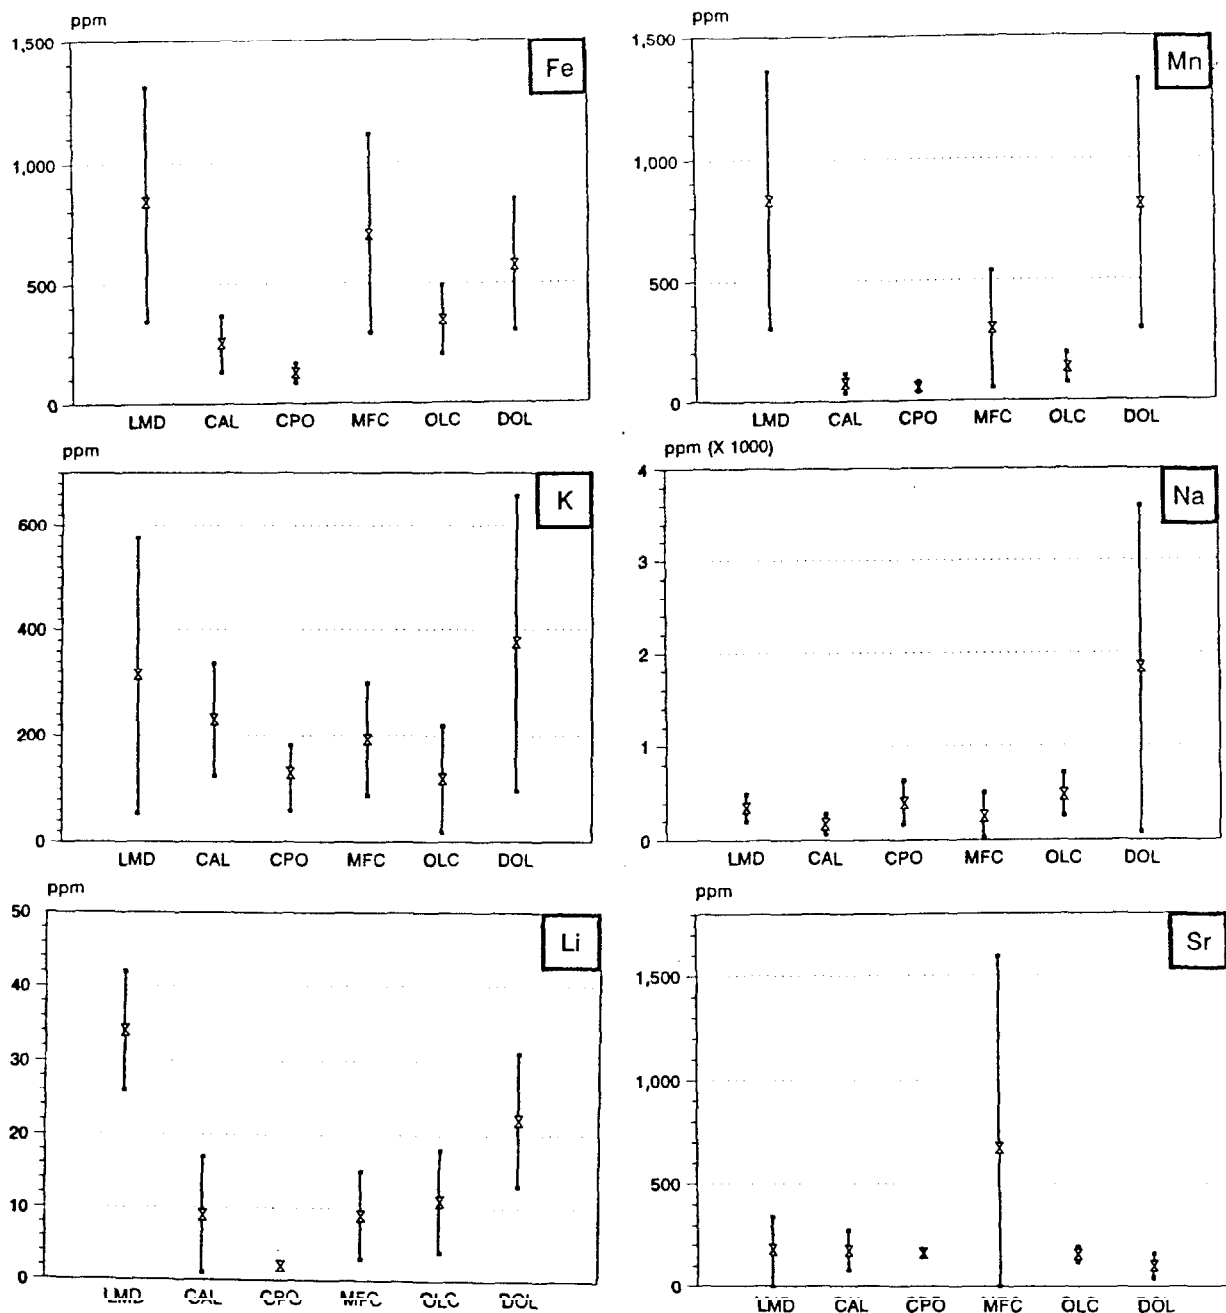 ppm
1,500
1,000
500
0
Fe
LMD CAL CPO MFC OLC DOL
ppm
1,500
1,000
500
0
Mn
LMD CAL CPO MFC OLC DOL
ppm
600
400
200
0
K
LMD CAL CPO MFC OLC DOL
ppm (X 1000)
4
3
2
1
0
Na
LMD CAL CPO MFC OLC DOL
ppm
50
40
30
20
10
0
Li
LMD CAL CPO MFC OLC DOL
ppm
1,500
1,000
500
0
Sr
LMD CAL CPO MFC OLC DOL